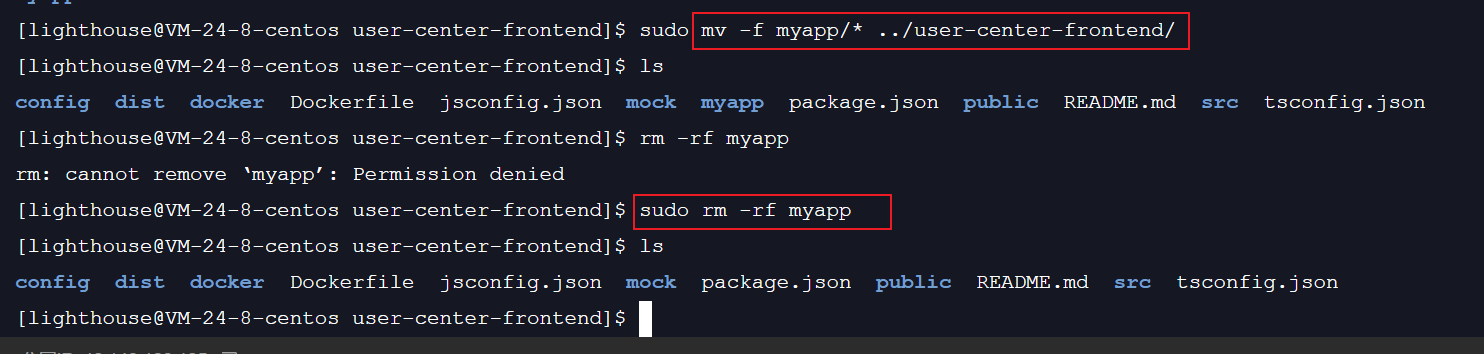 [lighthouse@VM-24-8-centos user-center-frontend]$ sudo mv -f myapp/* ../user-center-frontend/
[lighthouse@VM-24-8-centos user-center-frontend]$ ls
config dist docker Dockerfile jsconfig.json mock myapp package.json public README.md src tsconfig.json
[lighthouse@VM-24-8-centos user-center-frontend]$ rm -rf myapp
rm: cannot remove ‘myapp’: Permission denied
[lighthouse@VM-24-8-centos user-center-frontend]$ sudo rm -rf myapp
[lighthouse@VM-24-8-centos user-center-frontend]$ ls
config dist docker Dockerfile jsconfig.json mock package.json public README.md src tsconfig.json
[lighthouse@VM-24-8-centos user-center-frontend]$